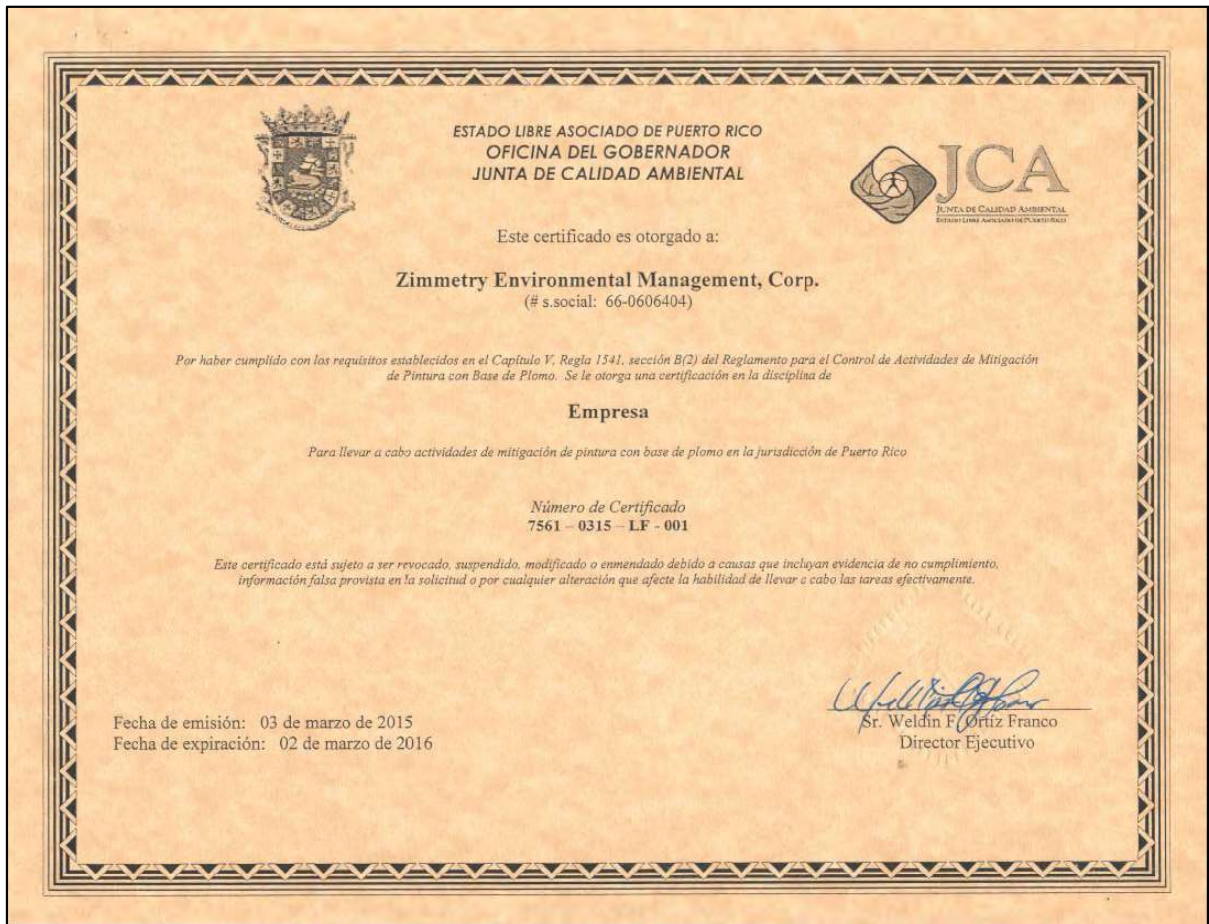 ESTADO LIBRE ASOCIADO DE PUERTO RICO
OFICINA DEL GOBERNADOR
JUNTA DE CALIDAD AMBIENTAL
JCA
JUNTA DE CALIDAD AMBIENTAL
ESTADO LIBRE ASOCIADO DE PUERTO RICO
Este certificado es otorgado a:
Zimmetry Environmental Management, Corp.
(# s.social: 66-0606404)
Por haber cumplido con los requisitos establecidos en el Capítulo V, Regla 1541, sección B(2) del Reglamento para el Control de Actividades de Mitigación
de Pintura con Base de Plomo. Se le otorga una certificación en la disciplina de
Empresa
Para llevar a cabo actividades de mitigación de pintura con base de plomo en la jurisdicción de Puerto Rico
Número de Certificado
7561 – 0315 – LF - 001
Este certificado está sujeto a ser revocado, suspendido, modificado o enmendado debido a causas que incluyan evidencia de no cumplimiento,
información falsa provista en la solicitud o por cualquier alteración que afecte la habilidad de llevar a cabo las tareas efectivamente.
Fecha de emisión: 03 de marzo de 2015
Fecha de expiración: 02 de marzo de 2016
Sr. Weldin F. Ortíz Franco
Director Ejecutivo